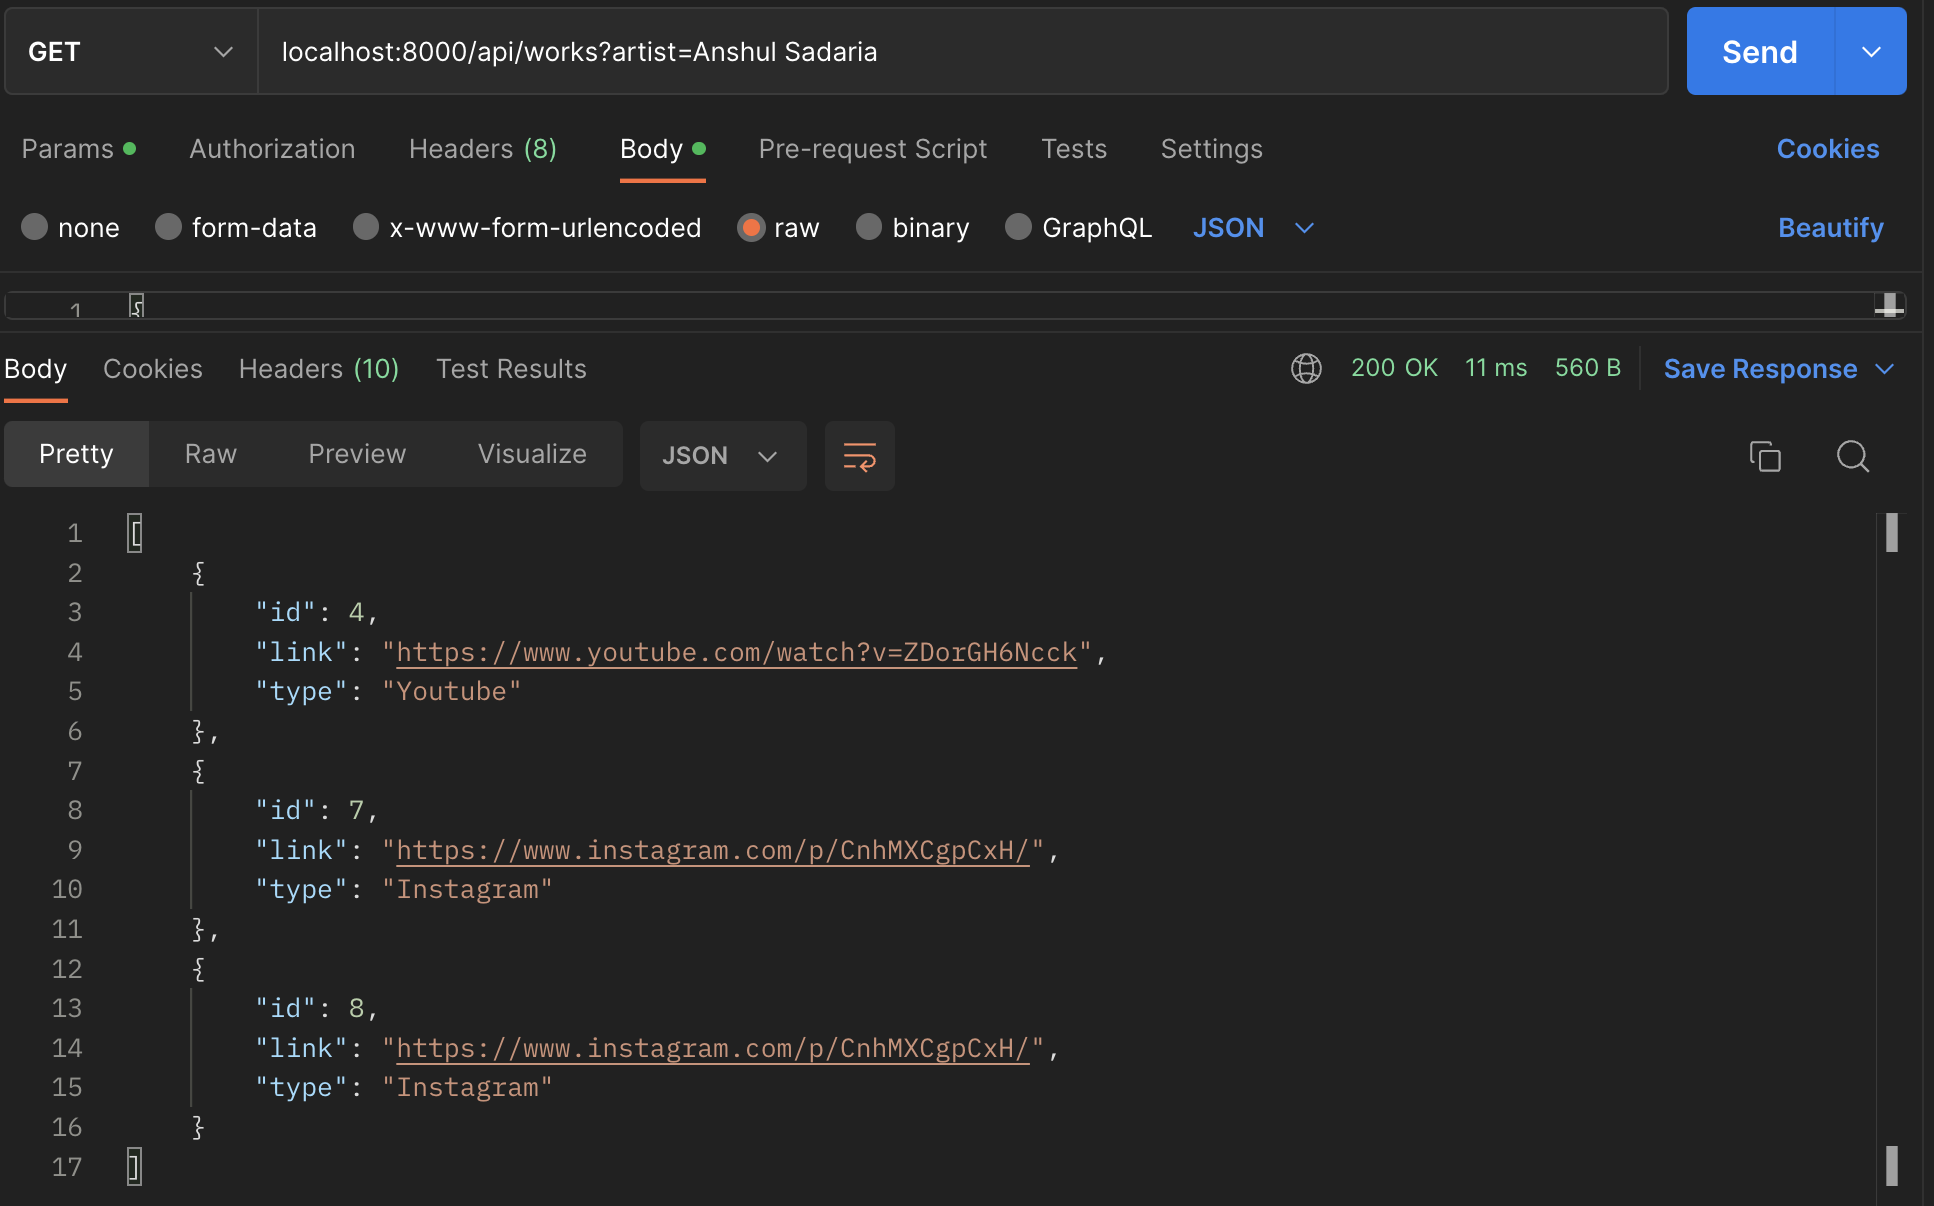 GET localhost:8000/api/works?artist=Anshul Sadaria Send
Params Authorization Headers (8) Body Pre-request Script Tests Settings Cookies
none form-data x-www-form-urlencoded raw binary GraphQL JSON Beautify
1 {
Body Cookies Headers (10) Test Results 200 OK 11 ms 560 B Save Response
Pretty Raw Preview Visualize JSON
1 [
2 {
3 "id": 4,
4 "link": "https://www.youtube.com/watch?v=ZDorGH6Ncck",
5 "type": "Youtube"
6 },
7 {
8 "id": 7,
9 "link": "https://www.instagram.com/p/CnhMXCgpCxH/",
10 "type": "Instagram"
11 },
12 {
13 "id": 8,
14 "link": "https://www.instagram.com/p/CnhMXCgpCxH/",
15 "type": "Instagram"
16 }
17 ]